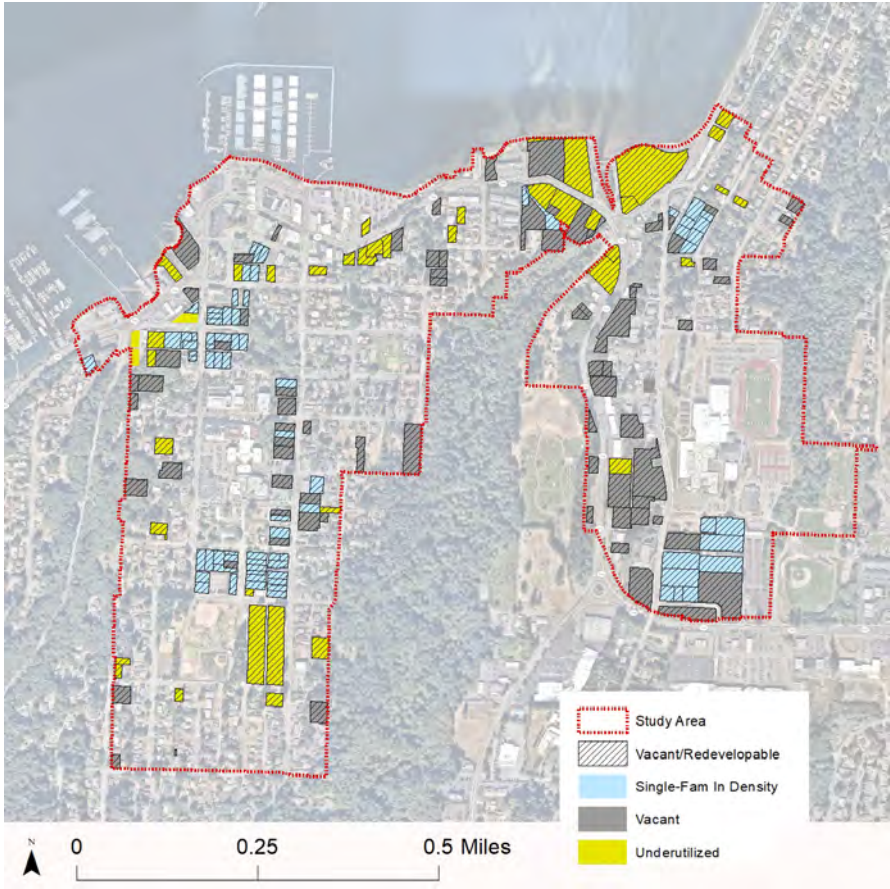 Study Area
Vacant/Redevelopable
Single-Fam In Density
Vacant
Underutilized
N
0 0.25 0.5 Miles